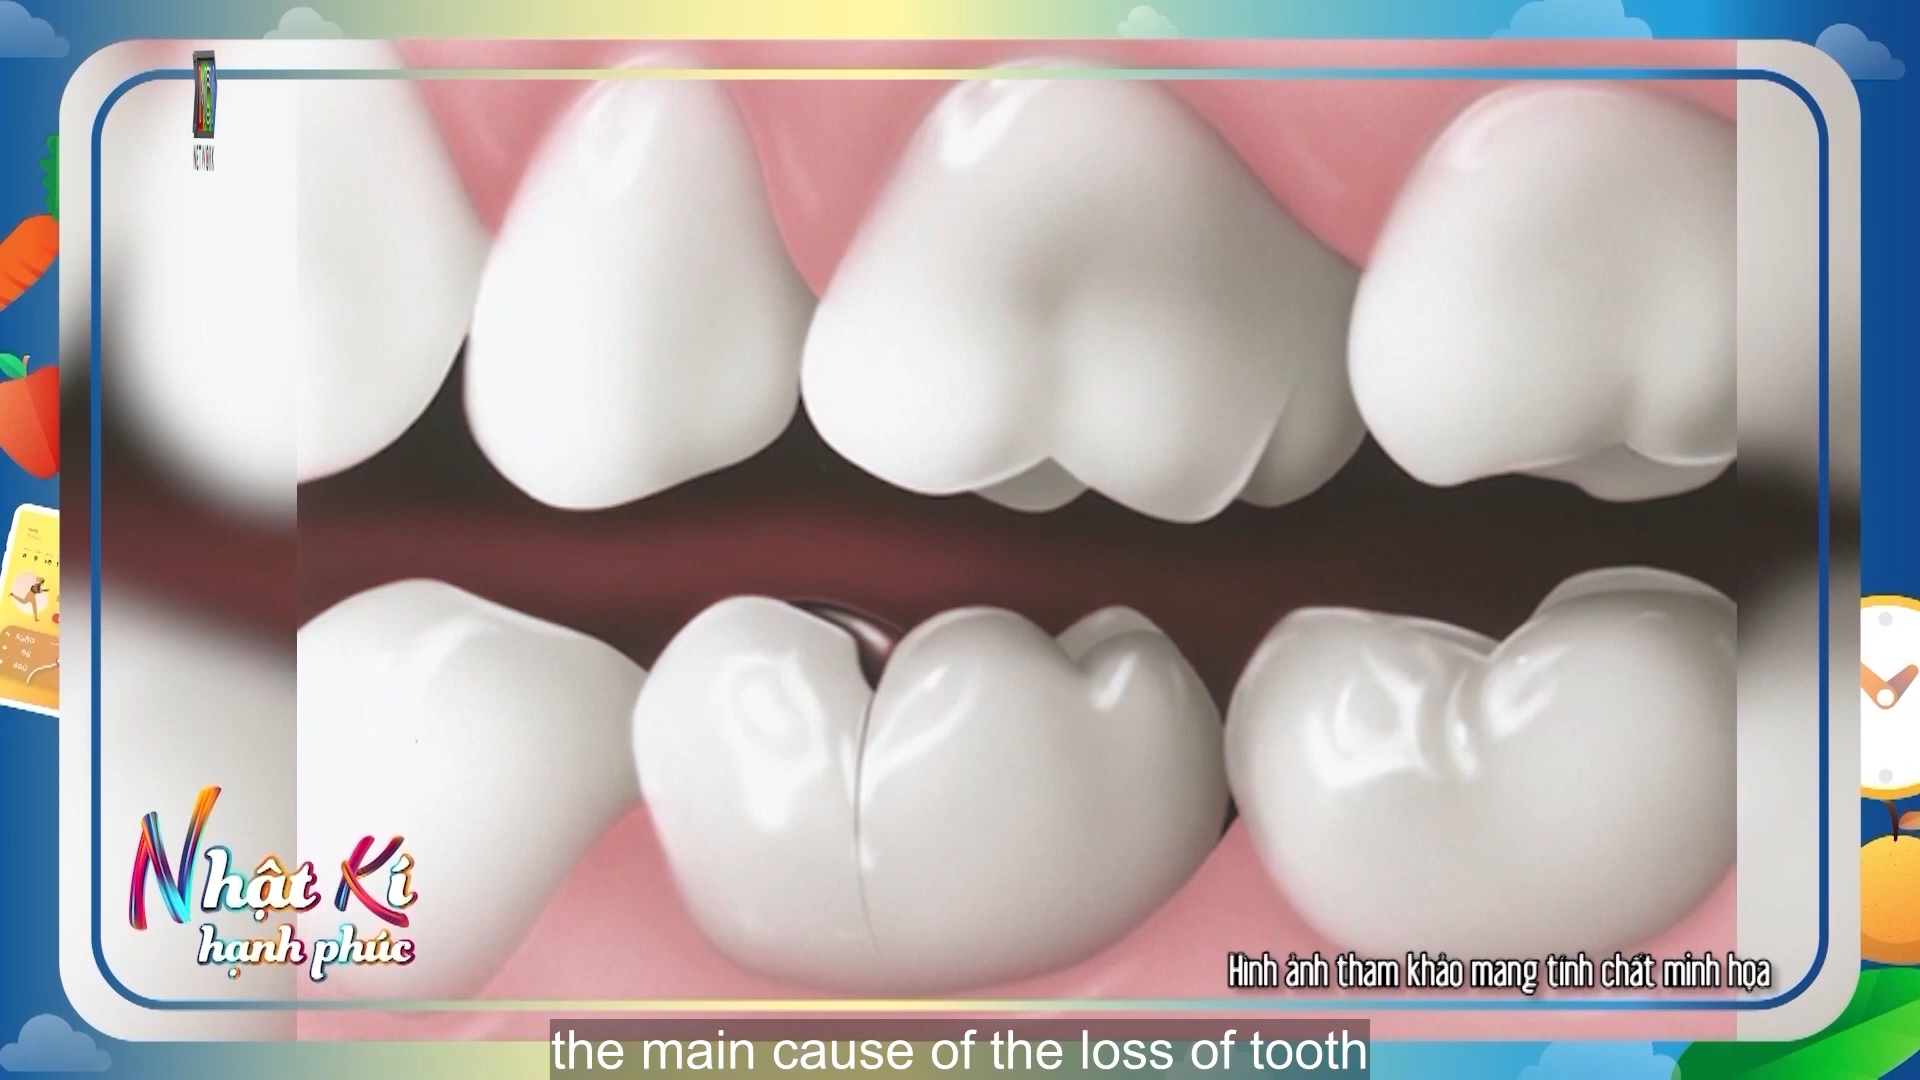 NETWORK
Nhật Kí
hạnh phúc
Hình ảnh tham khảo mang tính chất minh họa
the main cause of the loss of tooth